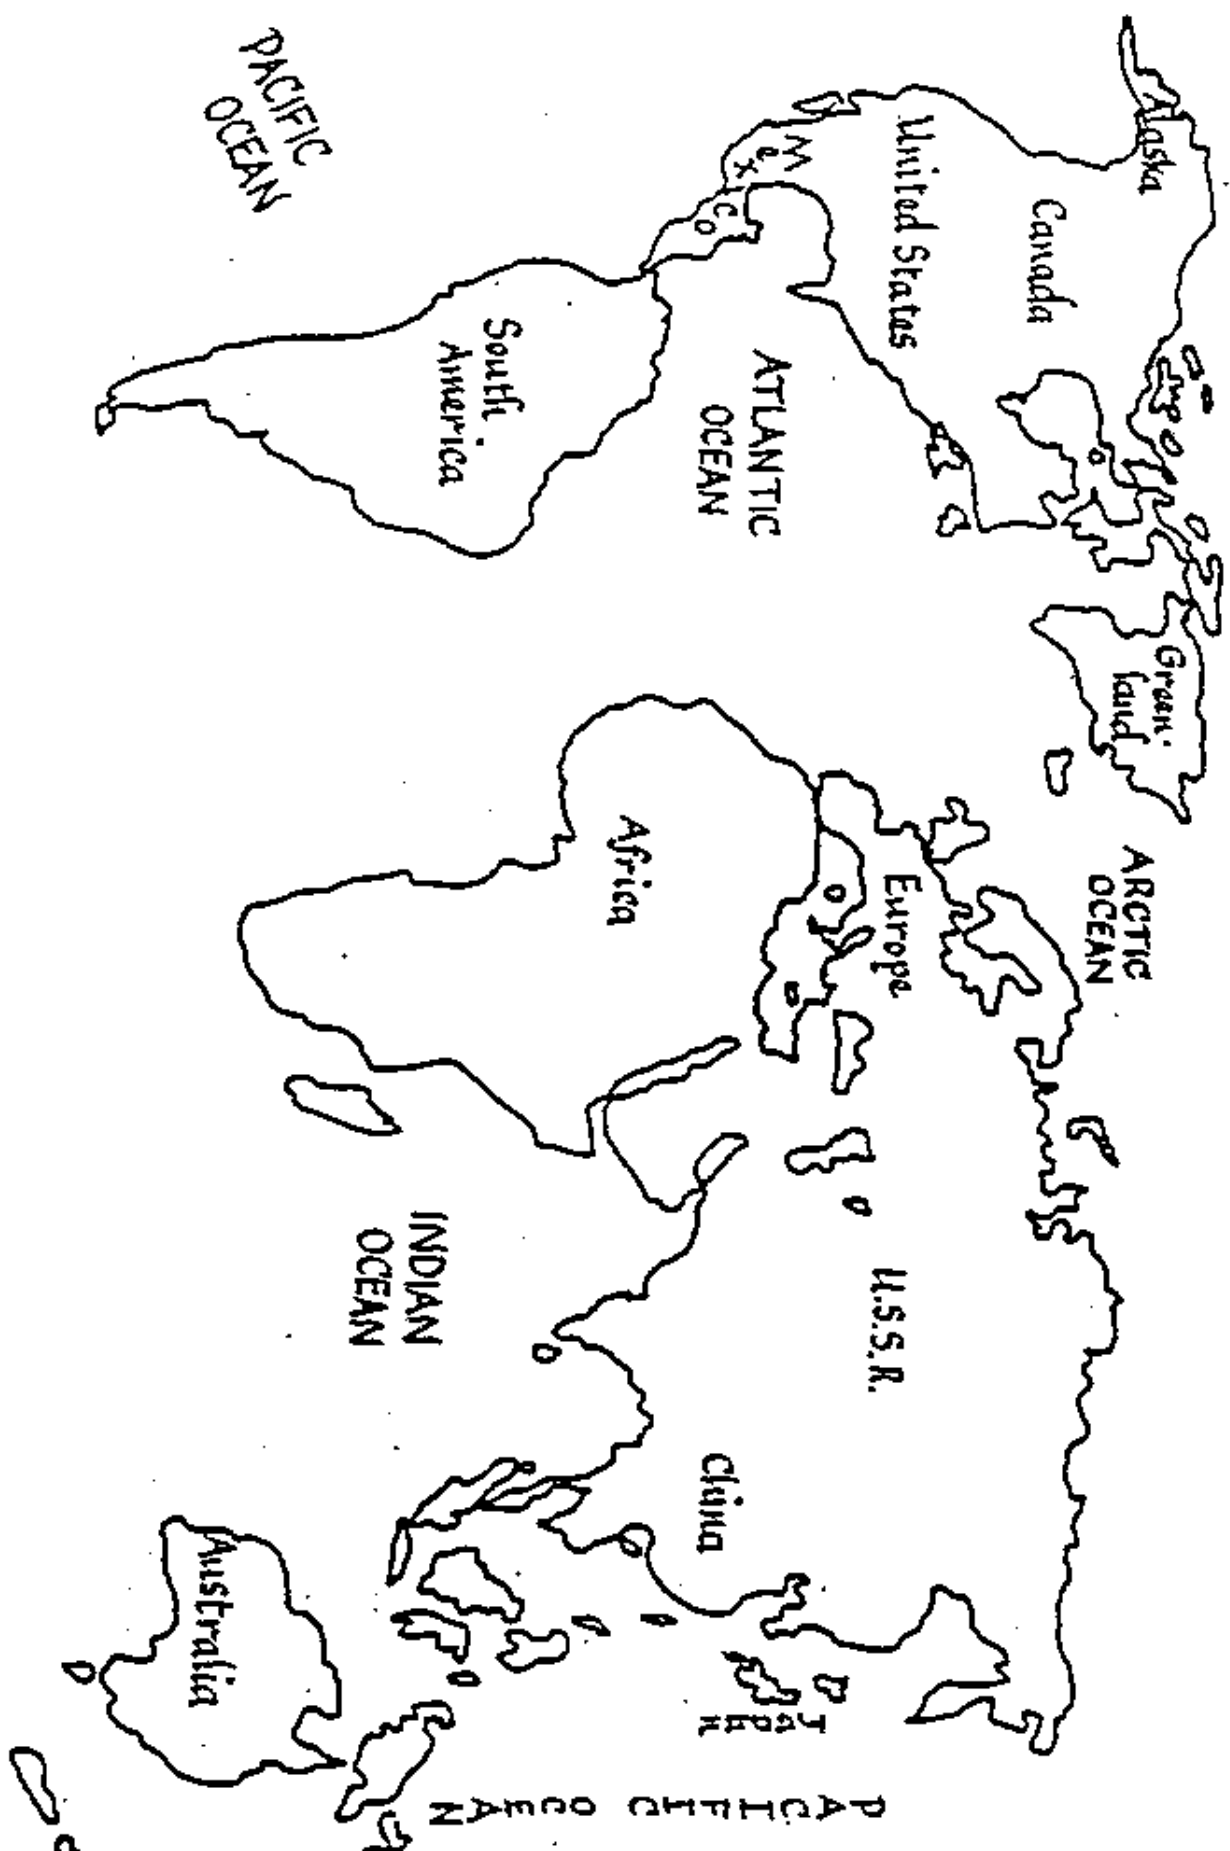 Alaska
Canada
United States
Mexico
PACIFIC
OCEAN
ATLANTIC
OCEAN
South
America
Green-
land
ARCTIC
OCEAN
Europe
Africa
U.S.S.R.
China
INDIAN
OCEAN
Japan
Australia
PACIFIC OCEAN